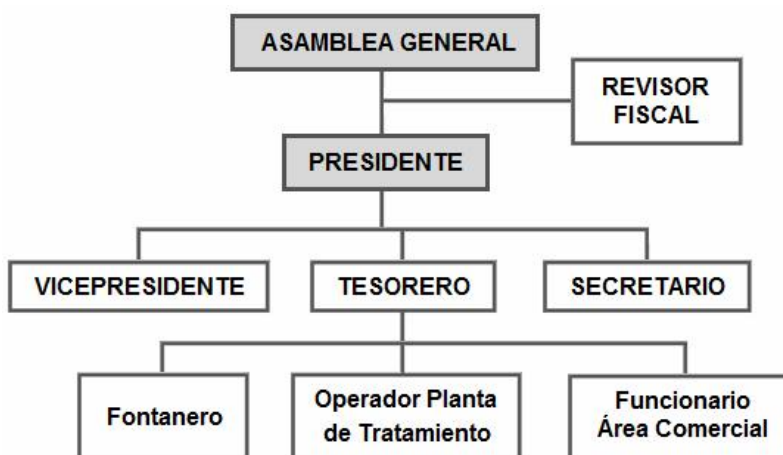 ASAMBLEA GENERAL
REVISOR
FISCAL
PRESIDENTE
VICEPRESIDENTE
TESORERO
SECRETARIO
Fontanero
Operador Planta
de Tratamiento
Funcionario
Área Comercial